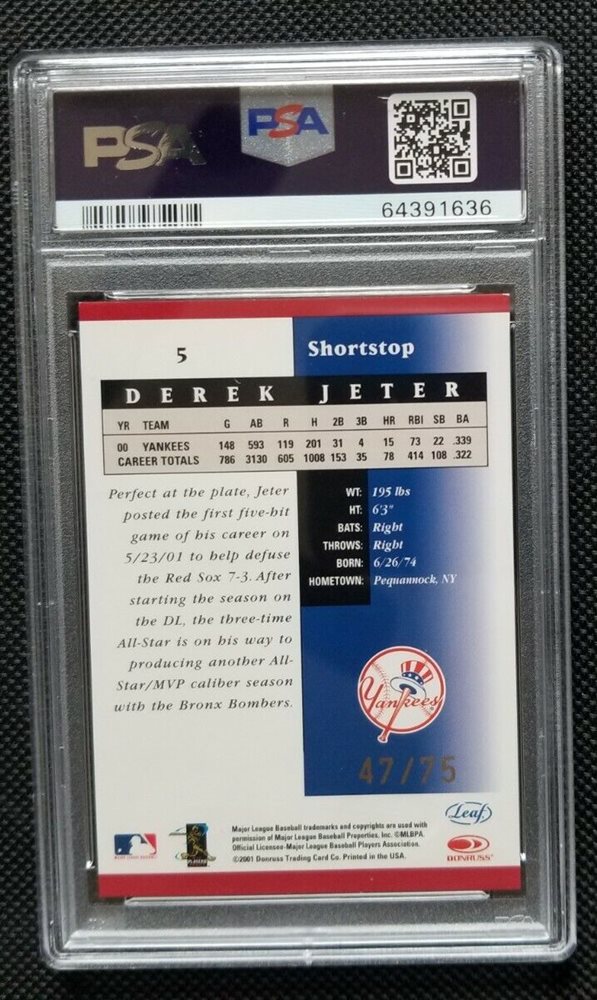 PSA
PSA
64391636
5
Shortstop
DEREK JETER
YR TEAM G AB R H 2B 3B HR RBI SB BA
00 YANKEES 148 593 119 201 31 4 15 73 22 .339
CAREER TOTALS 786 3130 605 1008 153 35 78 414 108 .322
Perfect at the plate, Jeter
posted the first five-hit
game of his career on
5/23/01 to help defuse
the Red Sox 7-3. After
starting the season on
the DL, the three-time
All-Star is on his way to
producing another All-
Star/MVP caliber season
with the Bronx Bombers.
WT: 195 lbs
HT: 6'3"
BATS: Right
THROWS: Right
BORN: 6/26/74
HOMETOWN: Pequannock, NY
Yankees
47/75
Leaf
Major League Baseball trademarks and copyrights are used with
permission of Major League Baseball Properties, Inc. ©MLBPA.
Official Licensee-Major League Baseball Players Association.
©2001 Donruss Trading Card Co. Printed in the USA.
DONRUSS
PSA